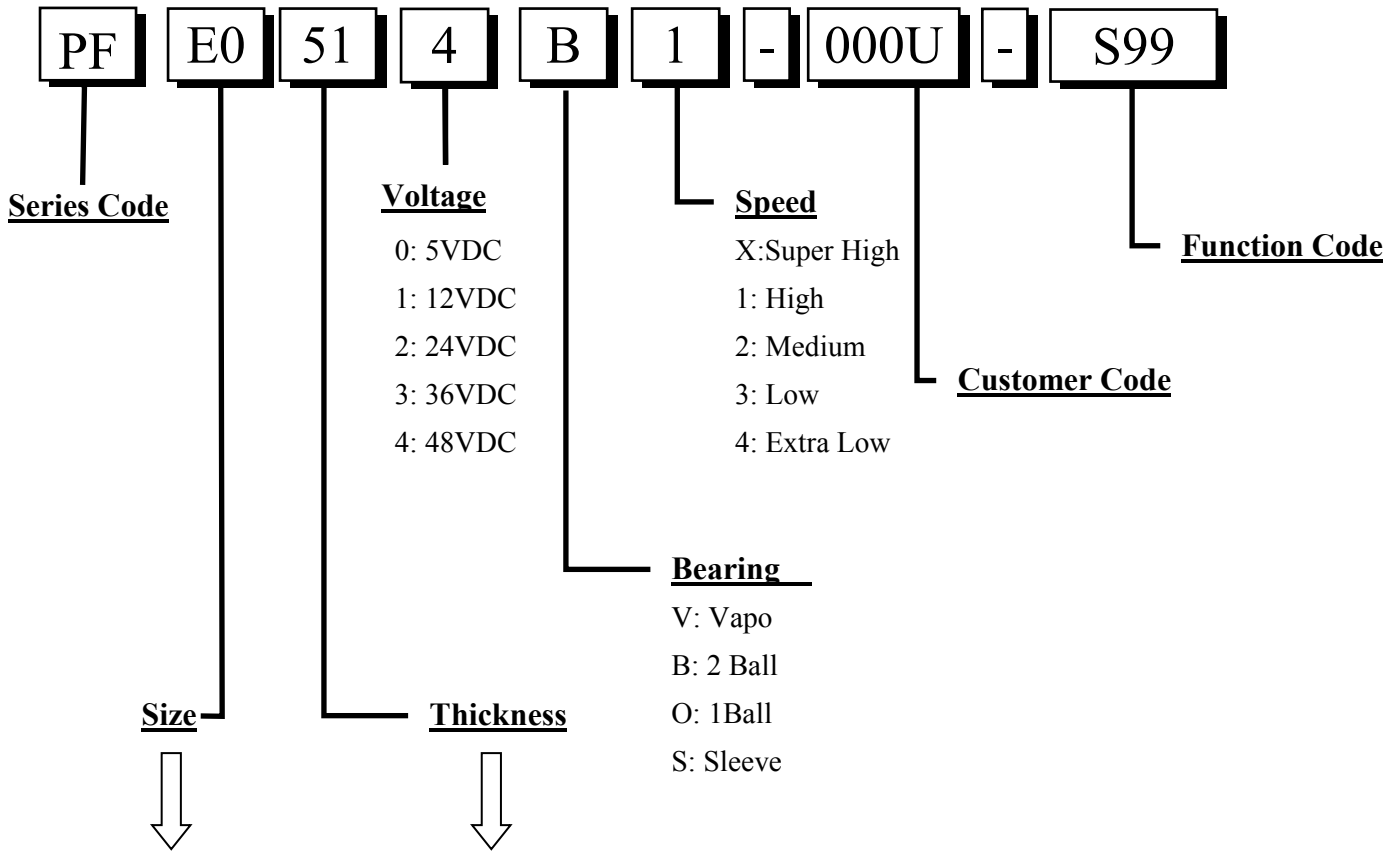 PF E0 51 4 B 1 - 000U - S99
Series Code
Voltage
0: 5VDC
1: 12VDC
2: 24VDC
3: 36VDC
4: 48VDC
Speed
X:Super High
1: High
2: Medium
3: Low
4: Extra Low
Function Code
Customer Code
Bearing
V: Vapo
B: 2 Ball
O: 1Ball
S: Sleeve
Size
Thickness